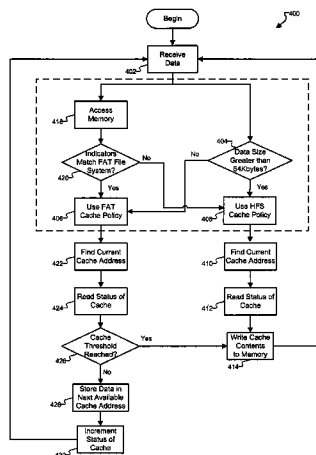 Begin
400
Receive
Data
402
Access
Memory
418
404
Data Size
Greater than
64Kbytes?
Indicators
Match FAT File
System?
420
No
No
Yes
Yes
Use FAT
Cache Policy
406
Use HFS
Cache Policy
408
Find Current
Cache Address
422
Find Current
Cache Address
410
Read Status of
Cache
424
Read Status of
Cache
412
Cache
Threshold
Reached?
426
Yes
Write Cache
Contents
to Memory
414
No
Store Data in
Next Available
Cache Address
428
Increment
Status of
Cache